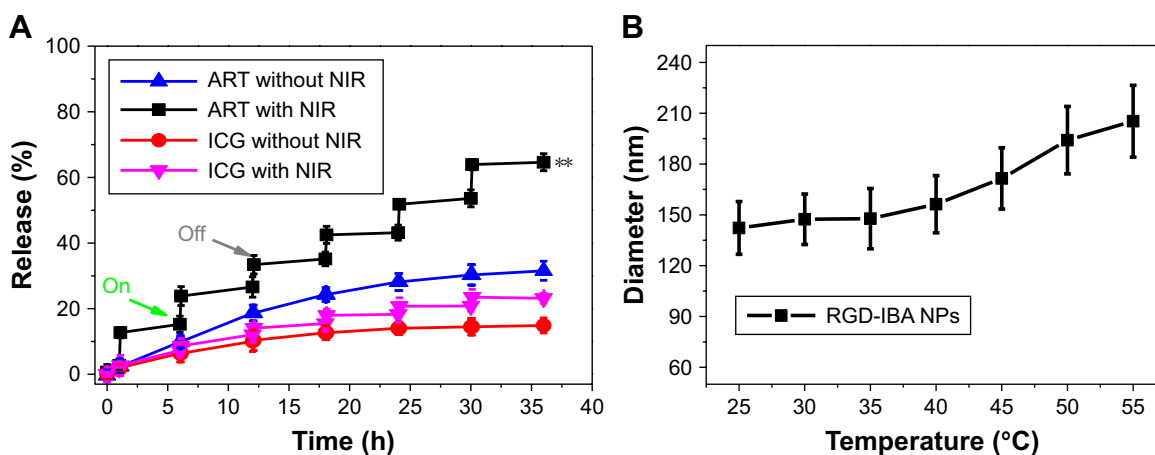 A
100
80
60
40
20
0
Release (%)
ART without NIR
ART with NIR
ICG without NIR
ICG with NIR
**
Off
On
0 5 10 15 20 25 30 35 40
Time (h)
B
240
210
180
150
120
90
60
Diameter (nm)
RGD-IBA NPs
25 30 35 40 45 50 55
Temperature (°C)